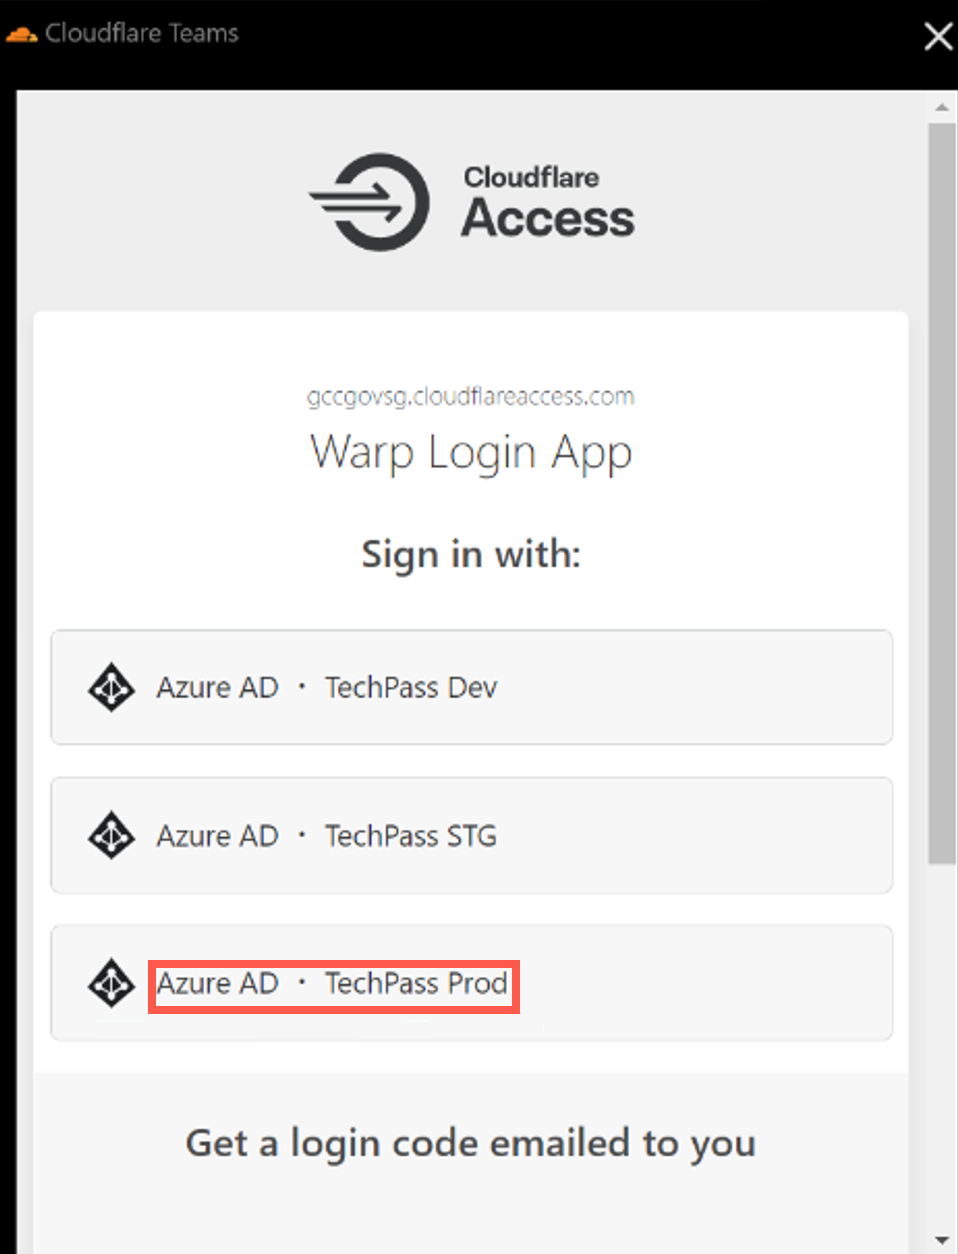 Cloudflare Teams
Cloudflare
Access
gccgovsg.cloudflareaccess.com
Warp Login App
Sign in with:
Azure AD · TechPass Dev
Azure AD · TechPass STG
Azure AD · TechPass Prod
Get a login code emailed to you